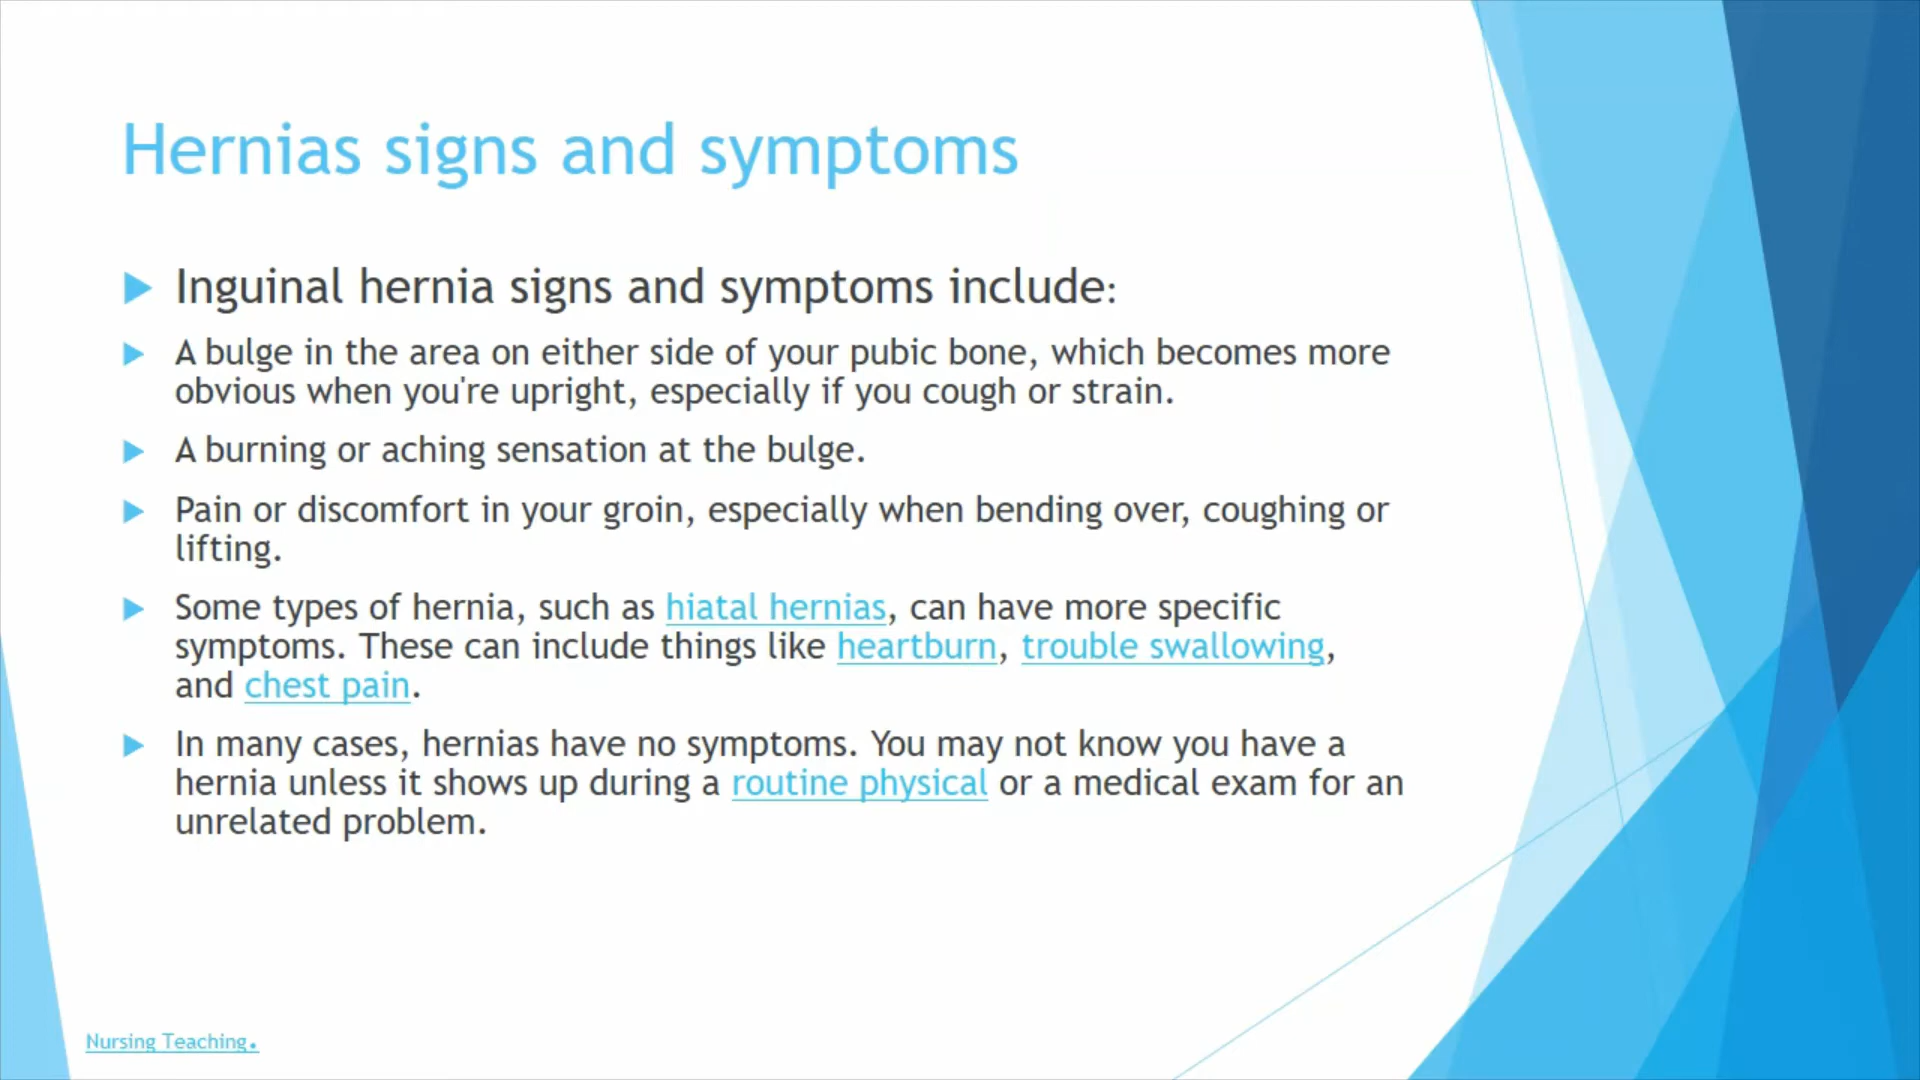 Hernias signs and symptoms
Inguinal hernia signs and symptoms include:
A bulge in the area on either side of your pubic bone, which becomes more
obvious when you're upright, especially if you cough or strain.
A burning or aching sensation at the bulge.
Pain or discomfort in your groin, especially when bending over, coughing or
lifting.
Some types of hernia, such as hiatal hernias, can have more specific
symptoms. These can include things like heartburn, trouble swallowing,
and chest pain.
In many cases, hernias have no symptoms. You may not know you have a
hernia unless it shows up during a routine physical or a medical exam for an
unrelated problem.
Nursing Teaching.